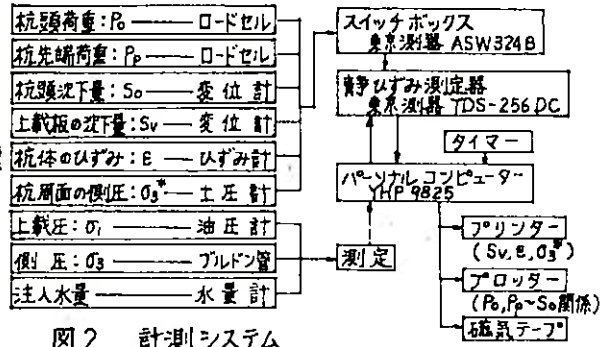 杭頭荷重：P₀ —— ロードセル
杭先端荷重：Pₚ —— ロードセル
杭頭沈下量：S₀ —— 変位計
上載板の沈下量：Sv —— 変位計
杭体のひずみ：ε —— ひずみ計
杭周面の側圧：σ₃* —— 土圧計
上載圧：σ₁ —— 油圧計
側圧：σ₃ —— ブルドン管
注入水量 —— 水量計
スイッチボックス
東京測器 ASW324B
静ひずみ測定器
東京測器 TDS-256DC
タイマー
パーソナルコンピューター
YHP 9825
測定
プリンター
(Sv, ε, σ₃*)
プロッター
(P₀, Pₚ~S₀関係)
磁気テープ
図2 計測システム